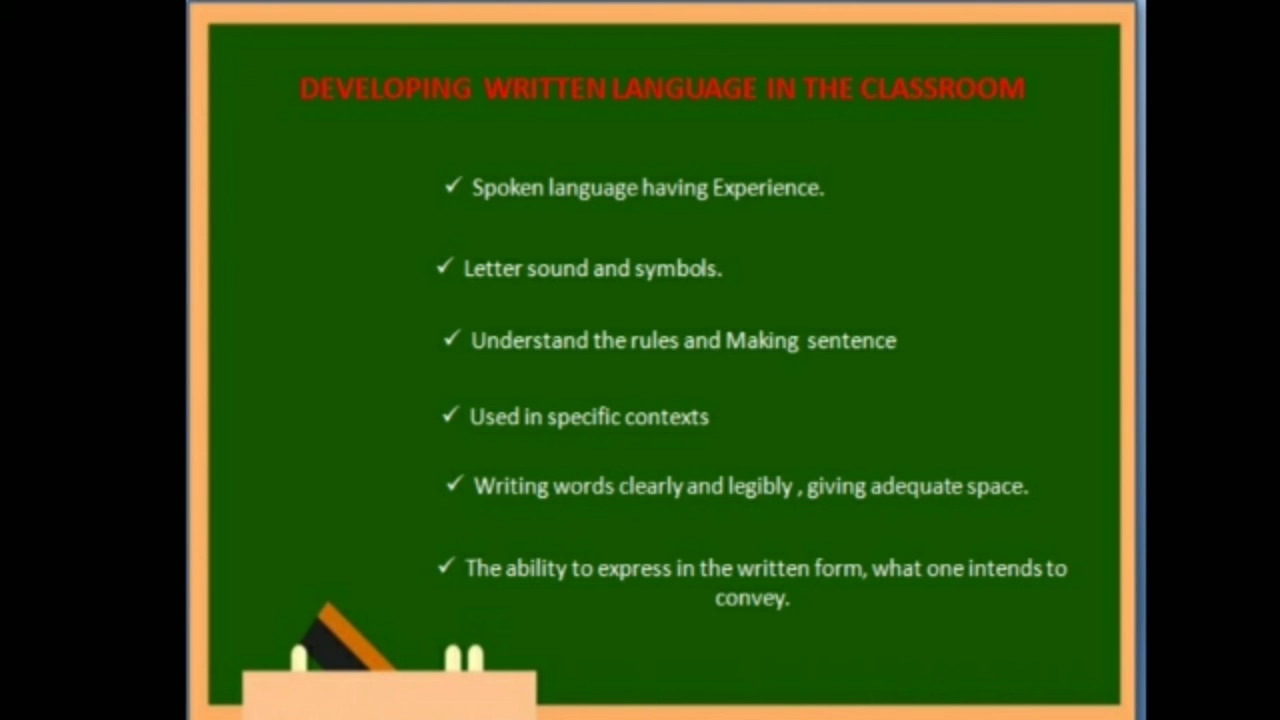 DEVELOPING WRITTEN LANGUAGE IN THE CLASSROOM
✓ Spoken language having Experience.
✓ Letter sound and symbols.
✓ Understand the rules and Making sentence
✓ Used in specific contexts
✓ Writing words clearly and legibly , giving adequate space.
✓ The ability to express in the written form, what one intends to
convey.